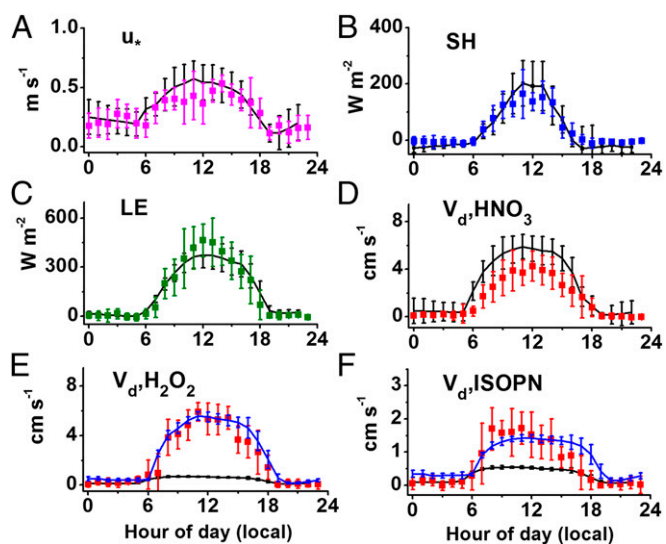 A
u*
m s-1
1.0
0.5
0.0
0 6 12 18 24
B
SH
W m-2
400
200
0
0 6 12 18 24
C
LE
W m-2
600
300
0
0 6 12 18 24
D
Vd,HNO3
cm s-1
6
4
2
0
0 6 12 18 24
E
Vd,H2O2
cm s-1
8
4
0
0 6 12 18 24
Hour of day (local)
F
Vd,ISOPN
cm s-1
3
2
1
0
0 6 12 18 24
Hour of day (local)